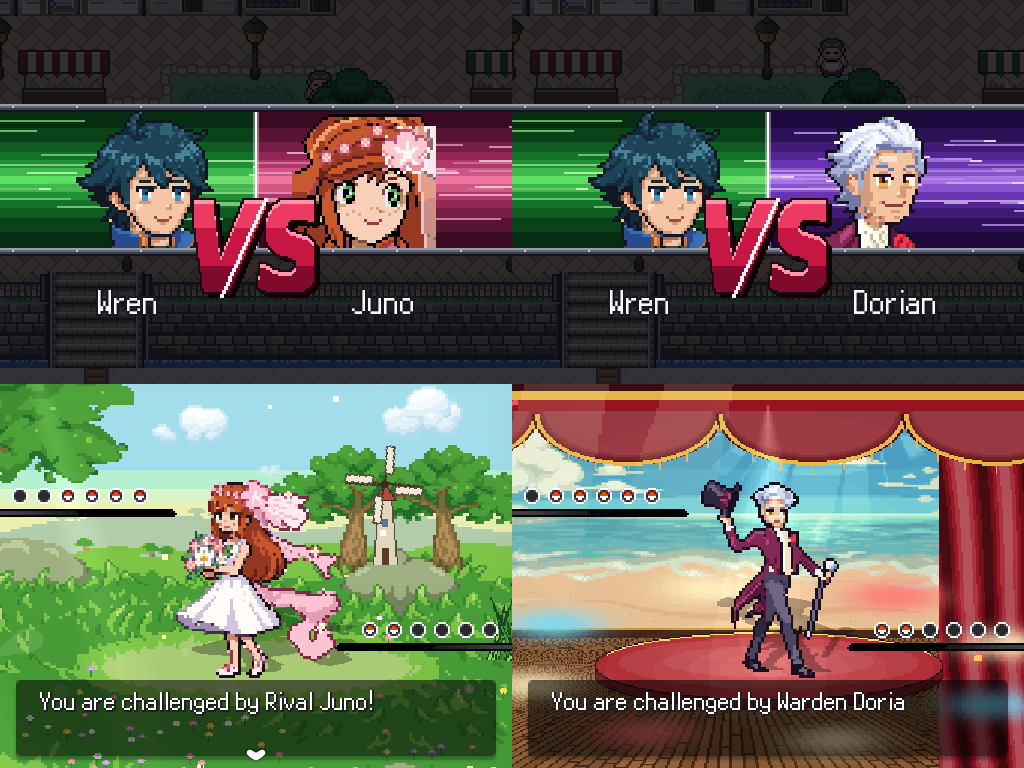 VS
Wren
Juno
VS
Wren
Dorian
You are challenged by Rival Juno!
You are challenged by Warden Doria